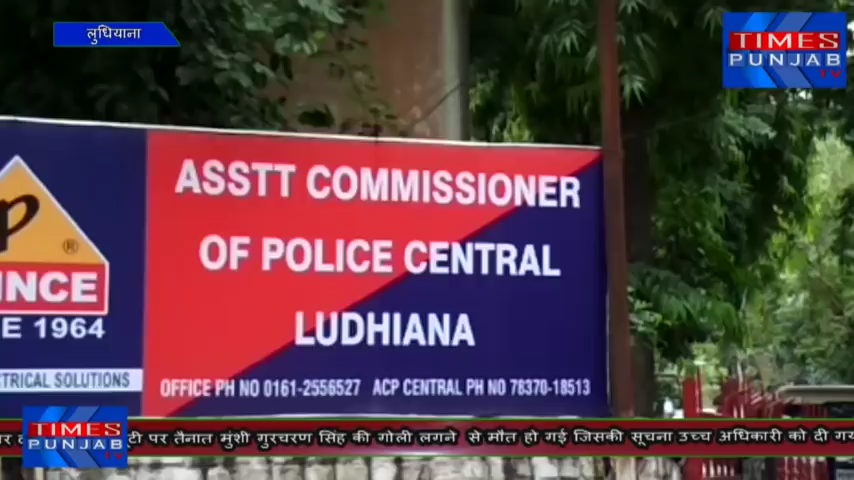 लुधियाना
TIMES
PUNJAB
TV
ASSTT COMMISSIONER
OF POLICE CENTRAL
LUDHIANA
OFFICE PH NO 0161-2556527 ACP CENTRAL PH NO 78370-18513
p
®
INCE
E 1964
CTRICAL SOLUTIONS
TIMES
PUNJAB
TV
पर तैनात मुंशी गुरचरण सिंह की गोली लगने से मौत हो गई जिसकी सूचना उच्च अधिकारी को दी गय